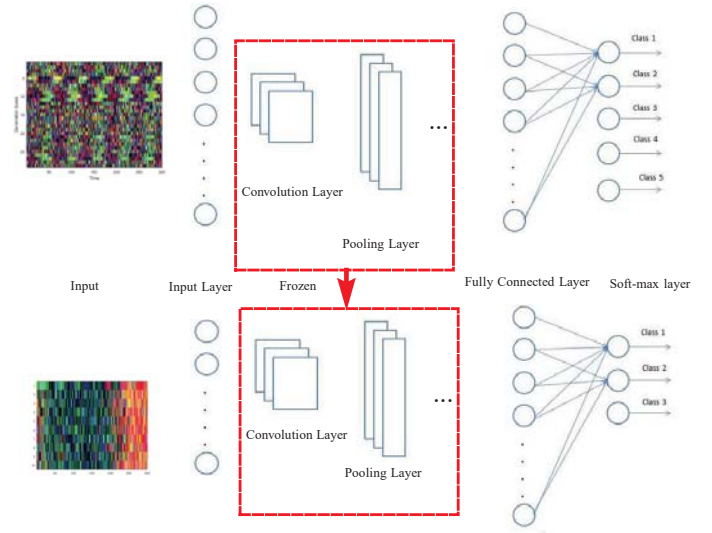 Class 1
Class 2
Class 3
Class 4
Class 5
Time
...
Convolution Layer
Pooling Layer
Input
Input Layer
Frozen
Fully Connected Layer
Soft-max layer
Class 1
Class 2
Class 3
...
Convolution Layer
Pooling Layer